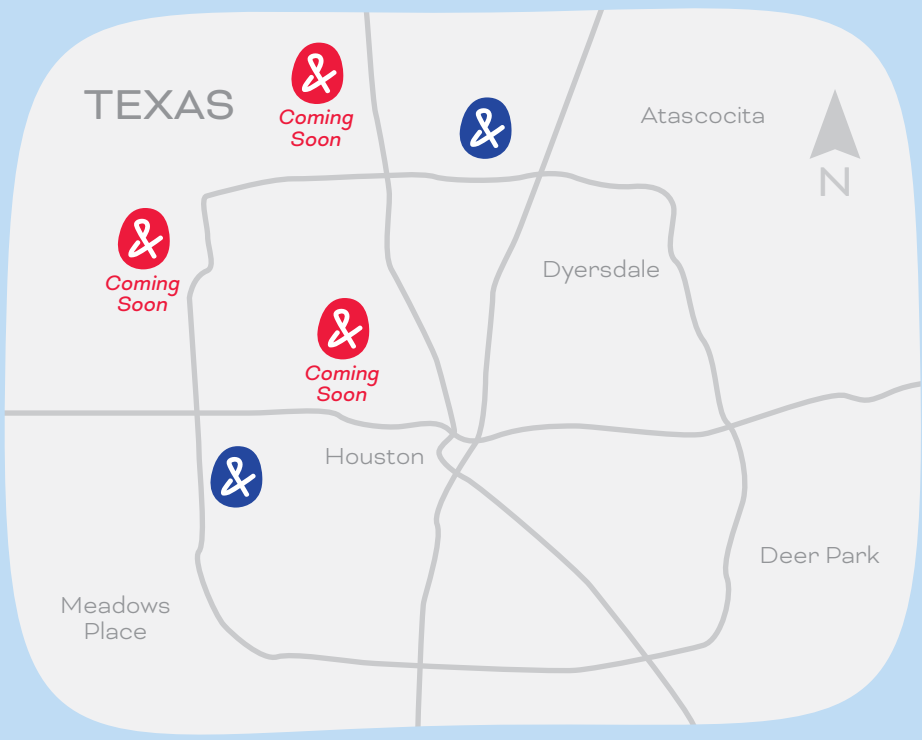 TEXAS
&
Coming
Soon
&
Atascocita
N
&
Coming
Soon
Dyersdale
&
Coming
Soon
Houston
&
Deer Park
Meadows
Place